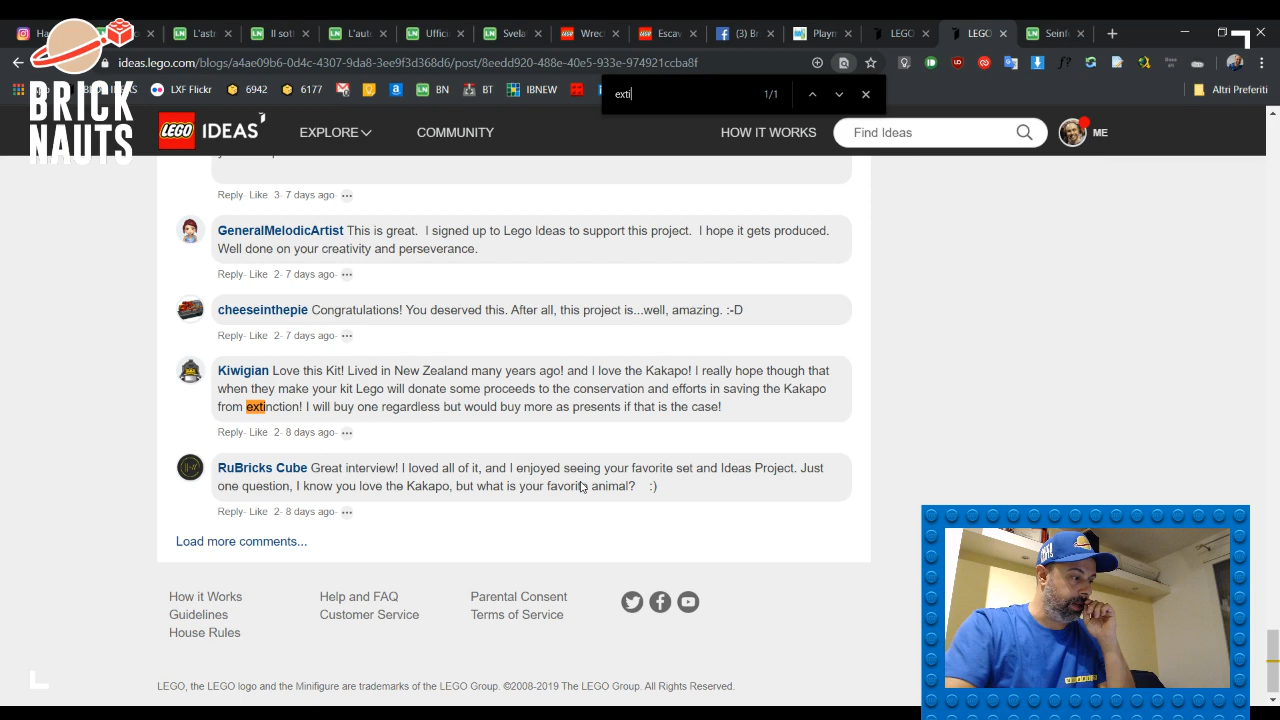 Ha
L'astr
Il sott
L'auto
Uffici
Svela
Wrec
Escav
(3) B
Playn
LEGO
LEGO
Seinf
ideas.lego.com/blogs/a4ae09b6-0d4c-4307-9da8-3ee9f3d368d6/post/8eedd920-488e-40e5-933e-974921ccba8f
LXF Flickr
6942
6177
BN
BT
IBNEW
Altri Preferiti
exti
1/1
BRICK
NAUTS
LEGO IDEAS
EXPLORE
COMMUNITY
HOW IT WORKS
Find Ideas
ME
Reply- Like 3- 7 days ago-
GeneralMelodicArtist This is great. I signed up to Lego Ideas to support this project. I hope it gets produced.
Well done on your creativity and perseverance.
Reply- Like 2- 7 days ago-
cheeseinthepie Congratulations! You deserved this. After all, this project is...well, amazing. :-D
Reply- Like 2- 7 days ago-
Kiwigian Love this Kit! Lived in New Zealand many years ago! and I love the Kakapo! I really hope though that
when they make your kit Lego will donate some proceeds to the conservation and efforts in saving the Kakapo
from extinction! I will buy one regardless but would buy more as presents if that is the case!
Reply- Like 2- 8 days ago-
RuBricks Cube Great interview! I loved all of it, and I enjoyed seeing your favorite set and Ideas Project. Just
one question, I know you love the Kakapo, but what is your favorite animal? :)
Reply- Like 2- 8 days ago-
Load more comments...
How it Works
Help and FAQ
Parental Consent
Guidelines
Customer Service
Terms of Service
House Rules
LEGO, the LEGO logo and the Minifigure are trademarks of the LEGO Group. ©2008-2019 The LEGO Group. All Rights Reserved.